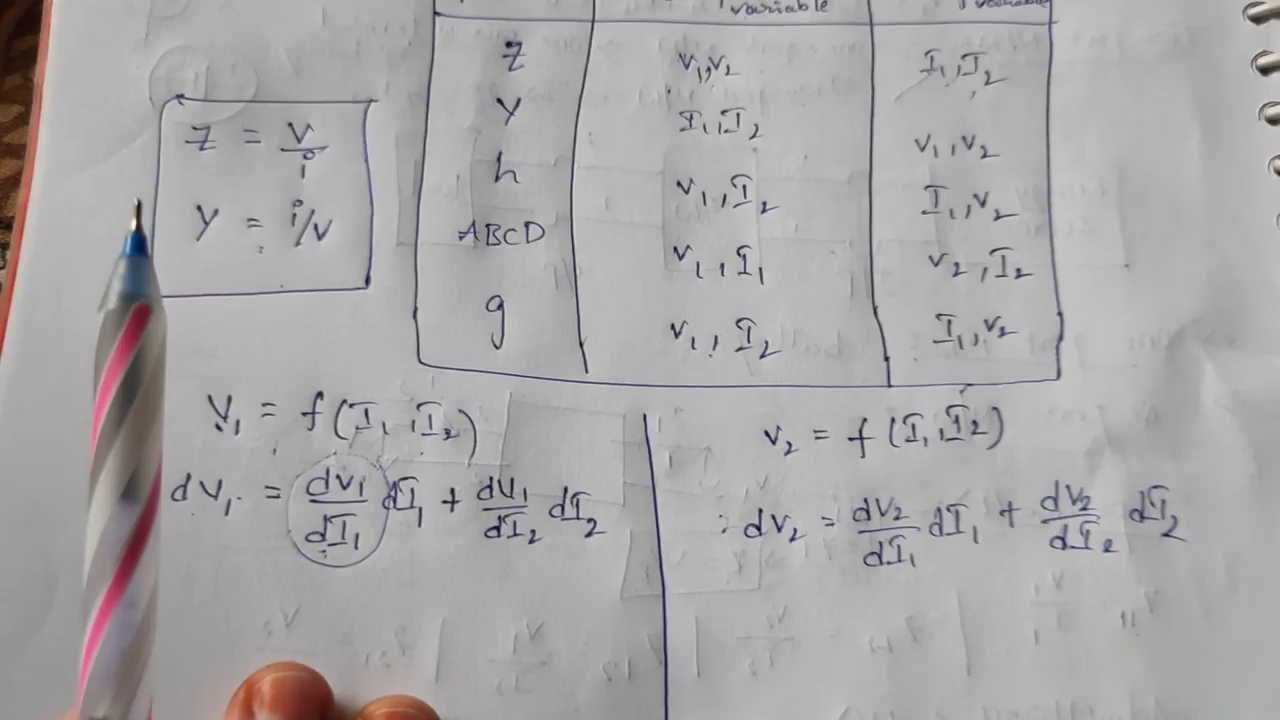 variable
Z V1,V2 I1,I2
Y I1,I2 V1,V2
h V1,I2 I1,V2
ABCD V1,I1 V2,I2
g V1,I2 I1,V2
Z = V/i
Y = i/v
V1 = f(I1,I2)
dV1 = dV1/dI1 dI1 + dV1/dI2 dI2
V2 = f(I1,I2)
dV2 = dV2/dI1 dI1 + dV2/dI2 dI2